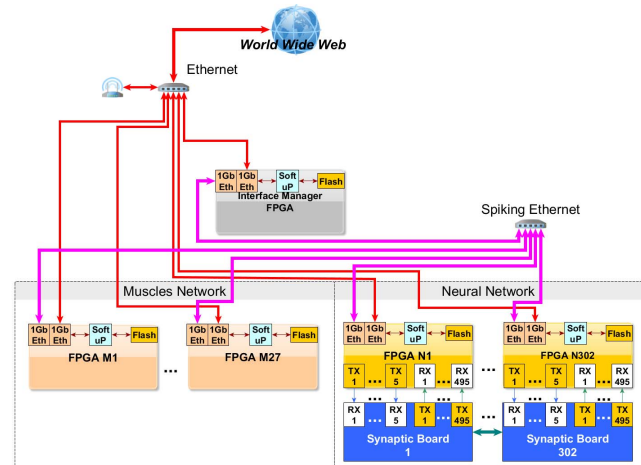 World Wide Web
Ethernet
1Gb Eth
1Gb Eth
Soft uP
Flash
Interface Manager
FPGA
Spiking Ethernet
Muscles Network
Neural Network
1Gb Eth
1Gb Eth
Soft uP
Flash
FPGA M1
...
1Gb Eth
1Gb Eth
Soft uP
Flash
FPGA M27
1Gb Eth
1Gb Eth
Soft uP
Flash
FPGA N1
TX 1
...
TX 5
RX 1
...
RX 495
RX 1
...
RX 5
TX 1
...
TX 495
Synaptic Board
1
...
...
1Gb Eth
1Gb Eth
Soft uP
Flash
FPGA N302
TX 1
...
TX 5
RX 1
...
RX 495
RX 1
...
RX 5
TX 1
...
TX 495
Synaptic Board
302